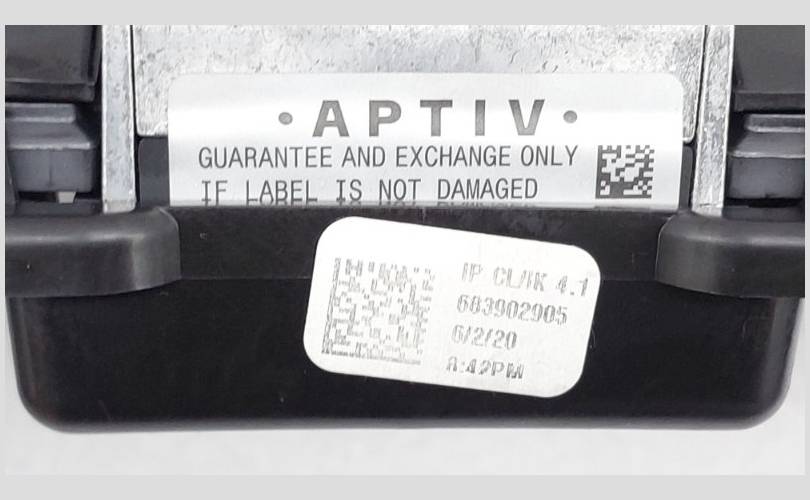 • APTIV •
GUARANTEE AND EXCHANGE ONLY
IF LABEL IS NOT DAMAGED
IP CL/IK 4.1
683902905
6/2/20
8:42PM